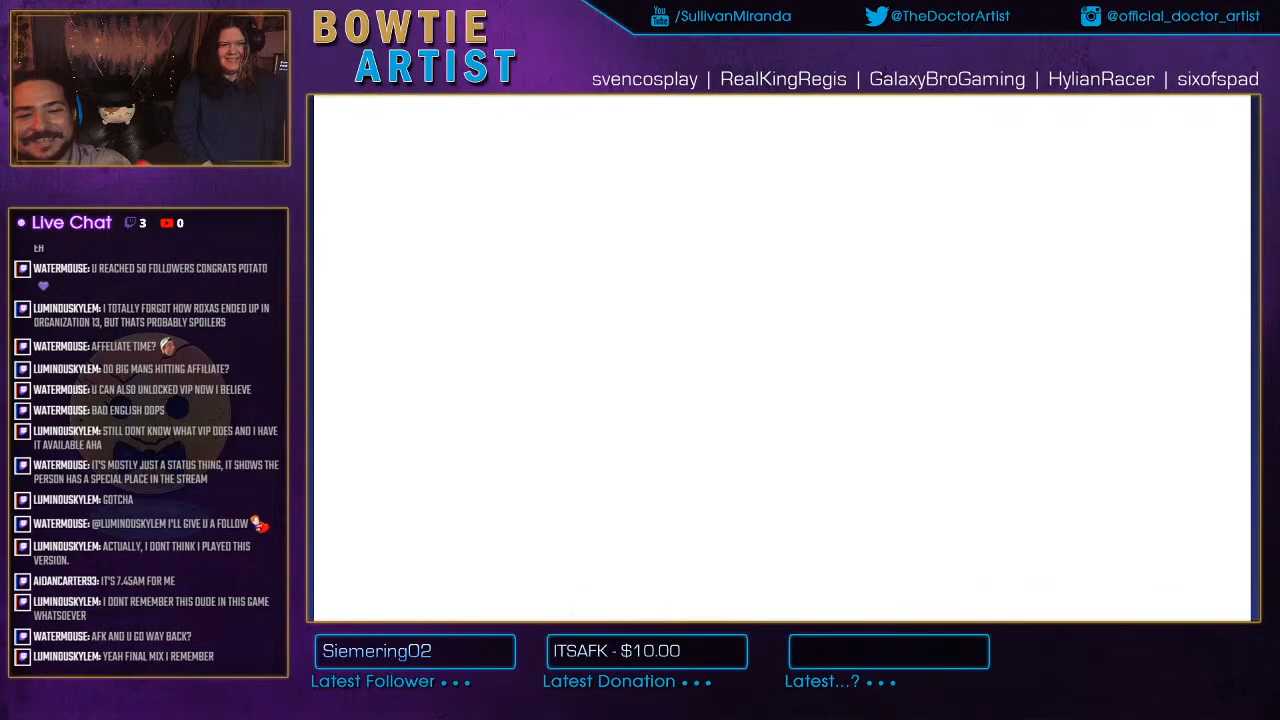 BOWTIE
ARTIST
You Tube /SullivanMiranda
@TheDoctorArtist
@official_doctor_artist
svencosplay | RealKingRegis | GalaxyBroGaming | HylianRacer | sixofspad
Live Chat 3 0
WATERMOUSE: U REACHED 50 FOLLOWERS CONGRATS POTATO
LUMINOUSKYLEM: I TOTALLY FORGOT HOW ROXAS ENDED UP IN
ORGANIZATION 13, BUT THATS PROBABLY SPOILERS
WATERMOUSE: AFFELIATE TIME?
LUMINOUSKYLEM: OO BIG MANS HITTING AFFILIATE?
WATERMOUSE: U CAN ALSO UNLOCKED VIP NOW I BELIEVE
WATERMOUSE: BAD ENGLISH OOPS
LUMINOUSKYLEM: STILL DONT KNOW WHAT VIP DOES AND I HAVE
IT AVAILABLE AHA
WATERMOUSE: IT'S MOSTLY JUST A STATUS THING, IT SHOWS THE
PERSON HAS A SPECIAL PLACE IN THE STREAM
LUMINOUSKYLEM: GOTCHA
WATERMOUSE: @LUMINOUSKYLEM I'LL GIVE U A FOLLOW
LUMINOUSKYLEM: ACTUALLY, I DONT THINK I PLAYED THIS
VERSION.
AIDANCARTER93: IT'S 7.45AM FOR ME
LUMINOUSKYLEM: I DONT REMEMBER THIS DUDE IN THIS GAME
WHATSOEVER
WATERMOUSE: AFK AND U GO WAY BACK?
LUMINOUSKYLEM: YEAH FINAL MIX I REMEMBER
Siemering02
Latest Follower • • •
ITSAFK - $10.00
Latest Donation • • •
Latest...? • • •